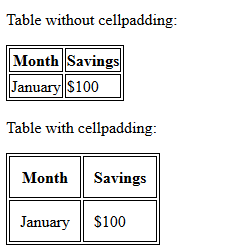 Table without cellpadding:
Month Savings
January $100
Table with cellpadding:
Month Savings
January $100